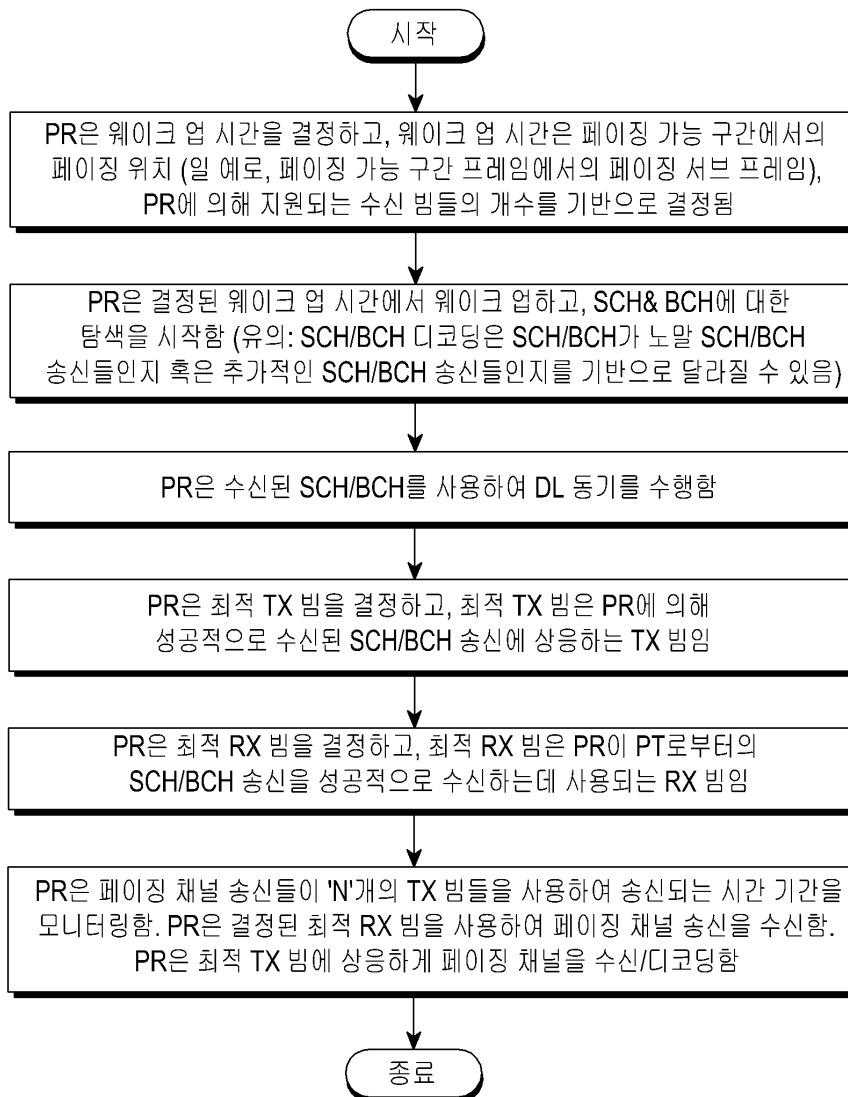 시작
PR은 웨이크 업 시간을 결정하고, 웨이크 업 시간은 페이징 가능 구간에서의
페이징 위치 (일 예로, 페이징 가능 구간 프레임에서의 페이징 서브 프레임),
PR에 의해 지원되는 수신 빔들의 개수를 기반으로 결정됨
PR은 결정된 웨이크 업 시간에서 웨이크 업하고, SCH& BCH에 대한
탐색을 시작함 (유의: SCH/BCH 디코딩은 SCH/BCH가 노말 SCH/BCH
송신들인지 혹은 추가적인 SCH/BCH 송신들인지를 기반으로 달라질 수 있음)
PR은 수신된 SCH/BCH를 사용하여 DL 동기를 수행함
PR은 최적 TX 빔을 결정하고, 최적 TX 빔은 PR에 의해
성공적으로 수신된 SCH/BCH 송신에 상응하는 TX 빔임
PR은 최적 RX 빔을 결정하고, 최적 RX 빔은 PR이 PT로부터의
SCH/BCH 송신을 성공적으로 수신하는데 사용되는 RX 빔임
PR은 페이징 채널 송신들이 'N'개의 TX 빔들을 사용하여 송신되는 시간 기간을
모니터링함. PR은 결정된 최적 RX 빔을 사용하여 페이징 채널 송신을 수신함.
PR은 최적 TX 빔에 상응하게 페이징 채널을 수신/디코딩함
종료